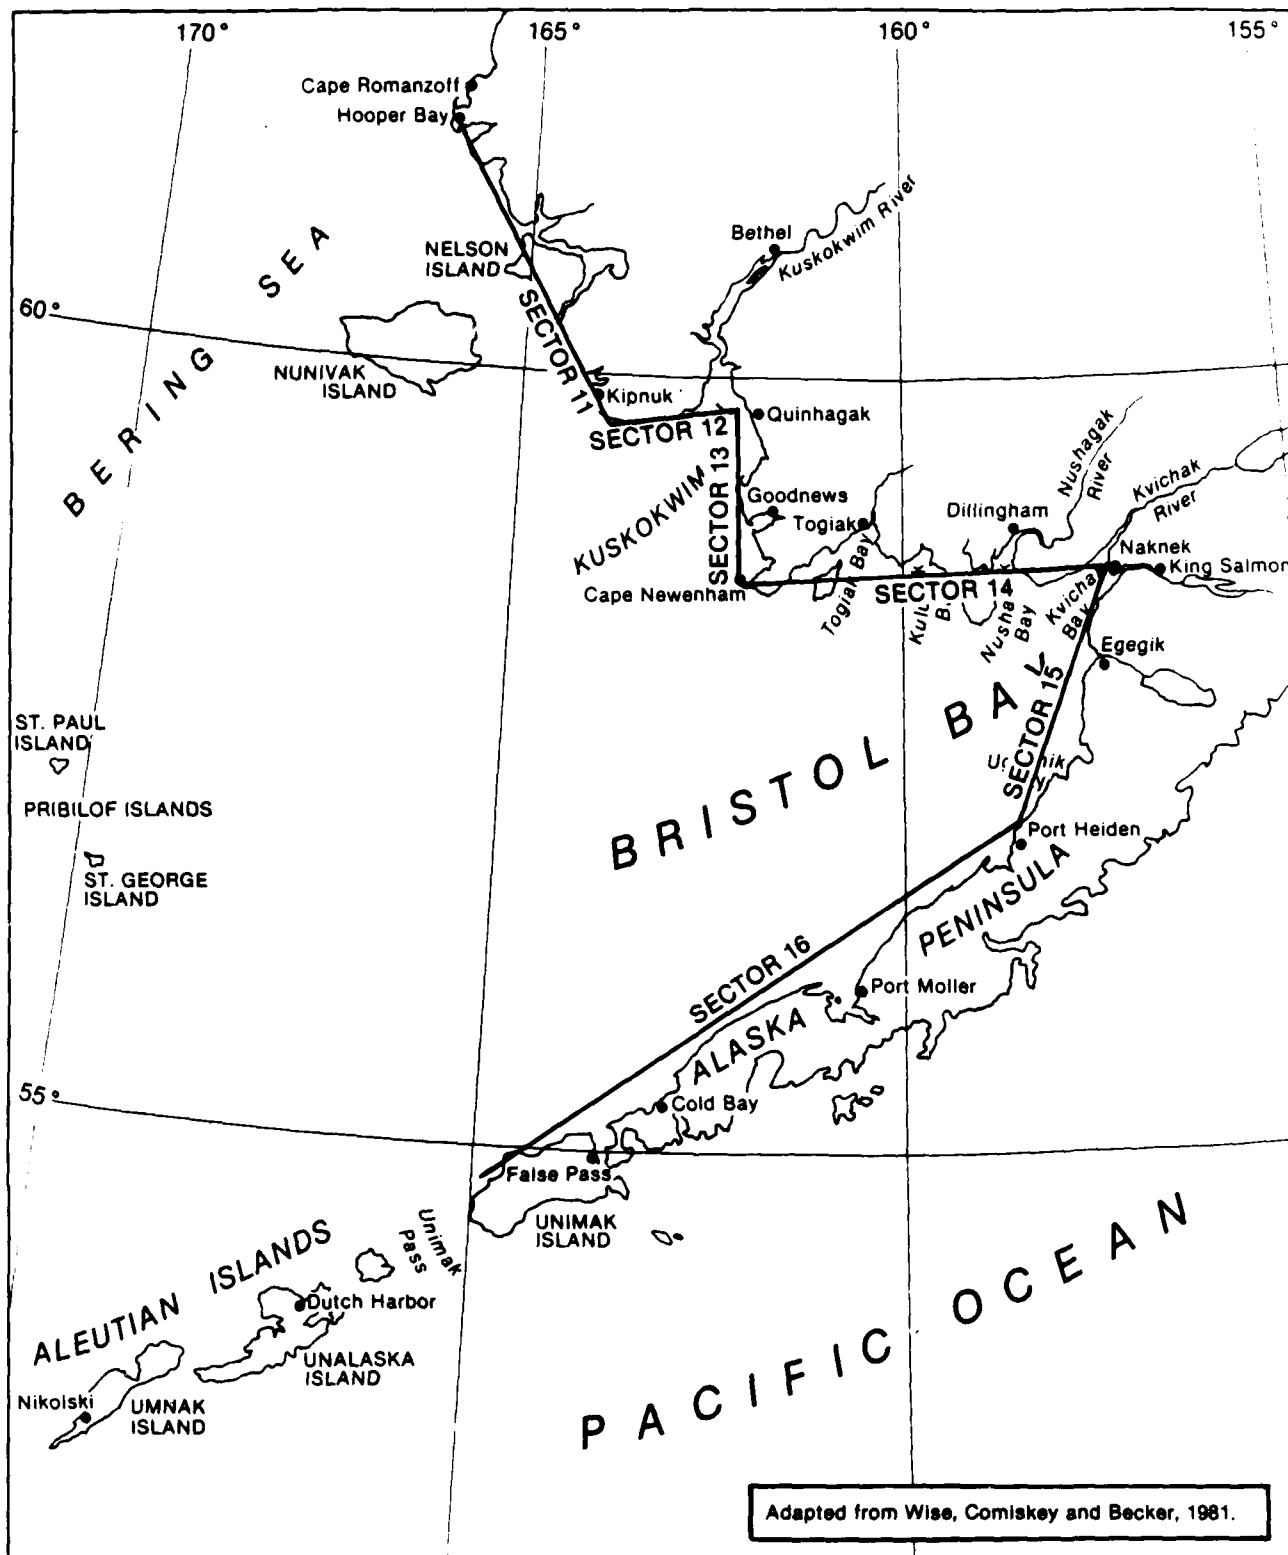 170°
165°
160°
155°
Cape Romanzoff
Hooper Bay
BERING SEA
NELSON
ISLAND
Bethel
Kuskokwim River
60°
NUNIVAK
ISLAND
SECTOR 11
Kipnuk
SECTOR 12
Quinhagak
KUSKOKWIM
SECTOR 13
Goodnews
Togiak
Dillingham
Nushagak
River
Kvichak
River
Naknek
King Salmon
Cape Newenham
Togiak Bay
SECTOR 14
Bay
Bay
Egegik
BRISTOL
SECTOR 15
ST. PAUL
ISLAND
PRIBILOF ISLANDS
ST. GEORGE
ISLAND
Port Heiden
PENINSULA
SECTOR 16
Port Moller
ALASKA
55°
Cold Bay
False Pass
UNIMAK
ISLAND
Unimak
Pass
ALEUTIAN ISLANDS
Dutch Harbor
UNALASKA
ISLAND
Nikolski
UMNAK
ISLAND
PACIFIC OCEAN
Adapted from Wise, Comiskey and Becker, 1981.